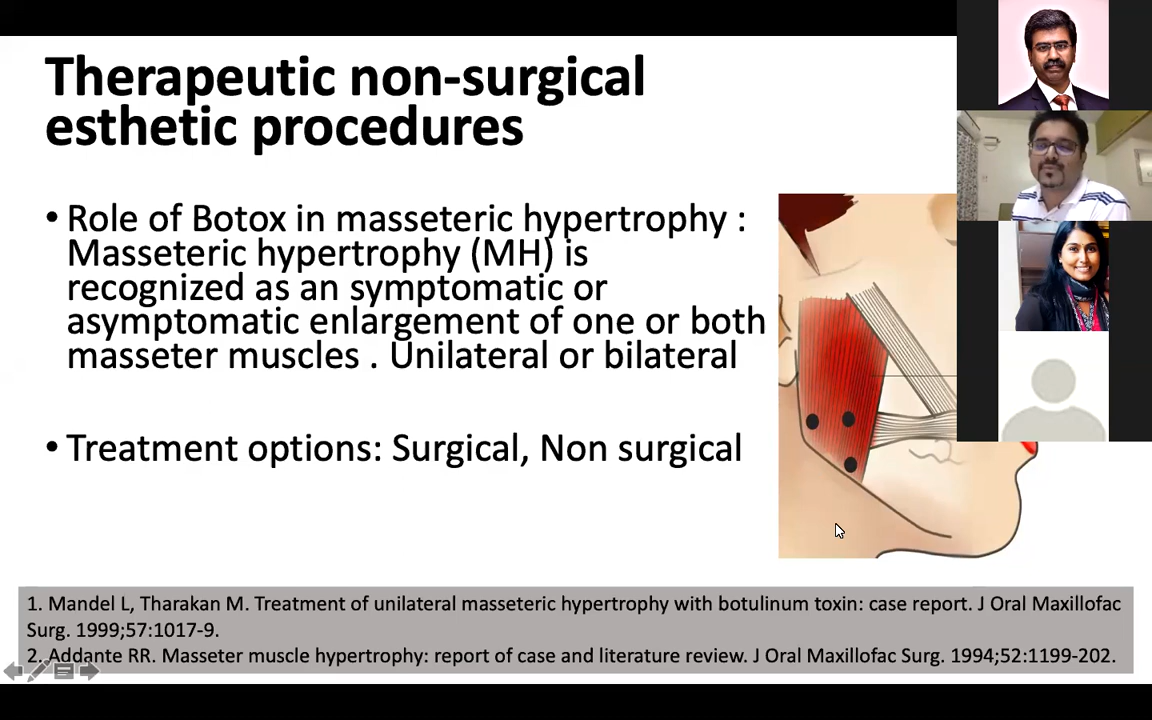 Therapeutic non-surgical
esthetic procedures
• Role of Botox in masseteric hypertrophy :
Masseteric hypertrophy (MH) is
recognized as an symptomatic or
asymptomatic enlargement of one or both
masseter muscles . Unilateral or bilateral
• Treatment options: Surgical, Non surgical
1. Mandel L, Tharakan M. Treatment of unilateral masseteric hypertrophy with botulinum toxin: case report. J Oral Maxillofac
Surg. 1999;57:1017-9.
2. Addante RR. Masseter muscle hypertrophy: report of case and literature review. J Oral Maxillofac Surg. 1994;52:1199-202.